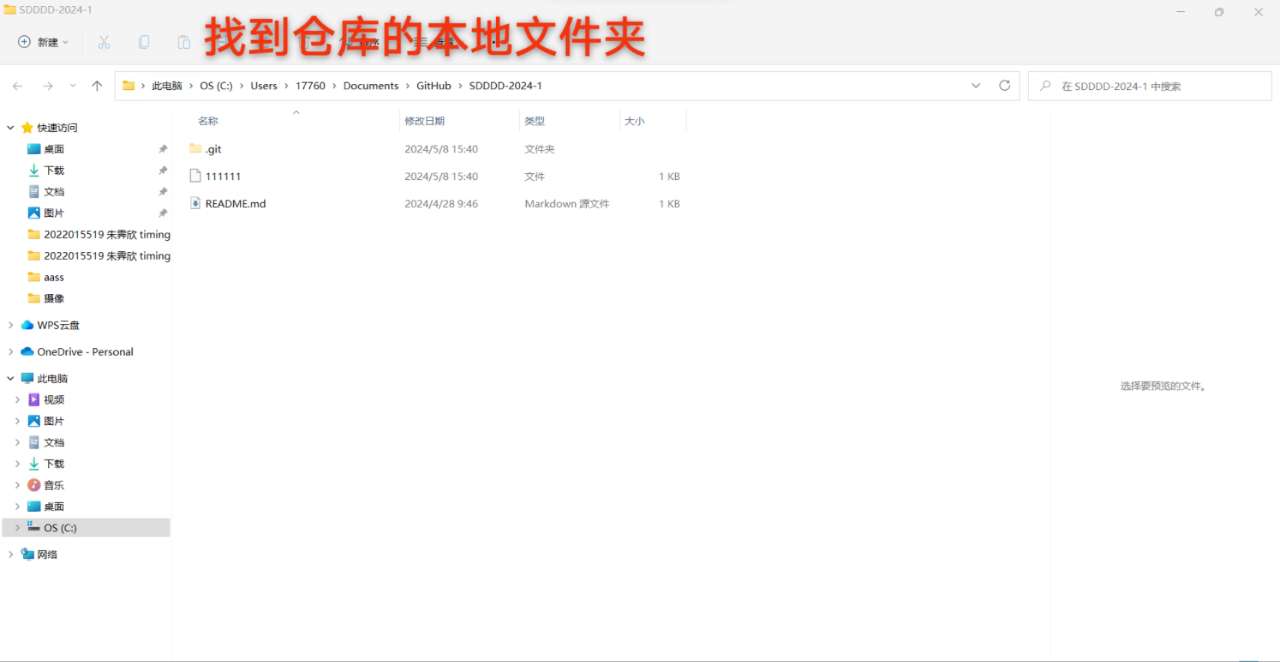 SDDDD-2024-1
新建
找到仓库的本地文件夹
此电脑 OS (C:) Users 17760 Documents GitHub SDDDD-2024-1
在 SDDDD-2024-1 中搜索
名称 修改日期 类型 大小
.git 2024/5/8 15:40 文件夹
111111 2024/5/8 15:40 文件 1 KB
README.md 2024/4/28 9:46 Markdown 源文件 1 KB
快速访问
桌面
下载
文档
图片
2022015519 朱霁欣 timing
2022015519 朱霁欣 timing
aass
摄像
WPS云盘
OneDrive - Personal
此电脑
视频
图片
文档
下载
音乐
桌面
OS (C:)
网络
选择要预览的文件。